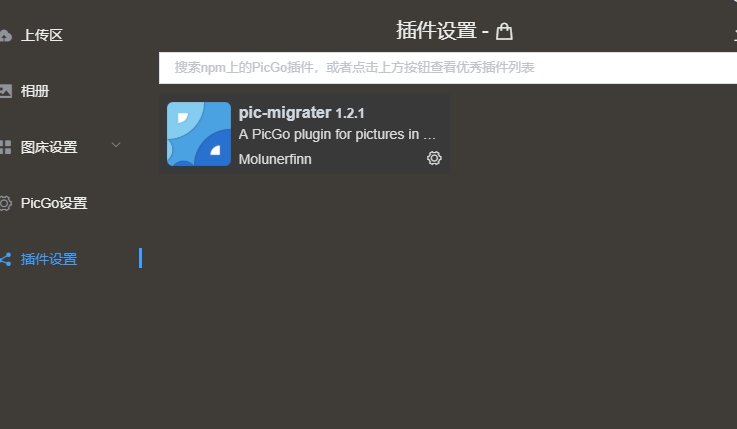 上传区
相册
图床设置
PicGo设置
插件设置
插件设置 -
搜索npm上的PicGo插件，或者点击上方按钮查看优秀插件列表
pic-migrater 1.2.1
A PicGo plugin for pictures in ...
Molunerfinn